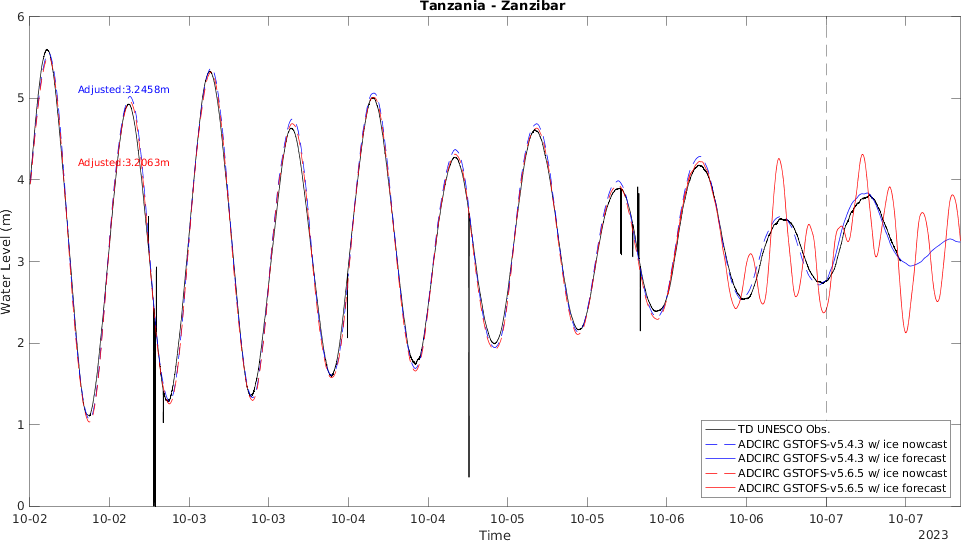 Tanzania - Zanzibar
6
5
4
3
2
1
0
Water Level (m)
Adjusted:3.2458m
Adjusted:3.2063m
TD UNESCO Obs.
ADCIRC GSTOFS-v5.4.3 w/ ice nowcast
ADCIRC GSTOFS-v5.4.3 w/ ice forecast
ADCIRC GSTOFS-v5.6.5 w/ ice nowcast
ADCIRC GSTOFS-v5.6.5 w/ ice forecast
10-02 10-02 10-03 10-03 10-04 10-04 10-05 10-05 10-06 10-06 10-07 10-07
Time
2023